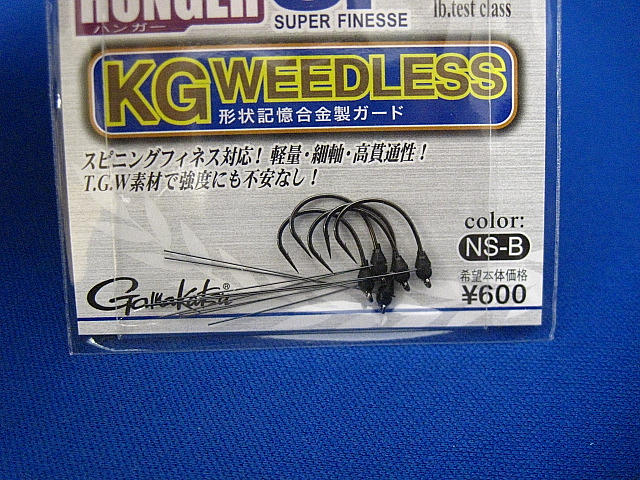 HUNGER
ハンガー
SUPER FINESSE
lb.test class
KG WEEDLESS
形状記憶合金製ガード
スピニングフィネス対応！軽量・細軸・高貫通性！
T.G.W素材で強度にも不安なし！
color:
NS-B
希望本体価格
¥600
Gamakatsu®